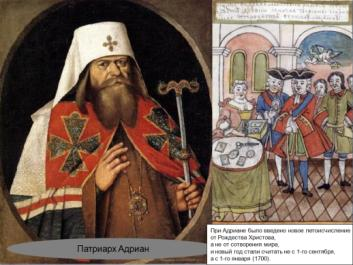 Патриарх Адриан
При Адриане было введено новое летоисчисление
от Рождества Христова,
а не от сотворения мира,
и новый год стали считать не с 1-го сентября,
а с 1-го января (1700).